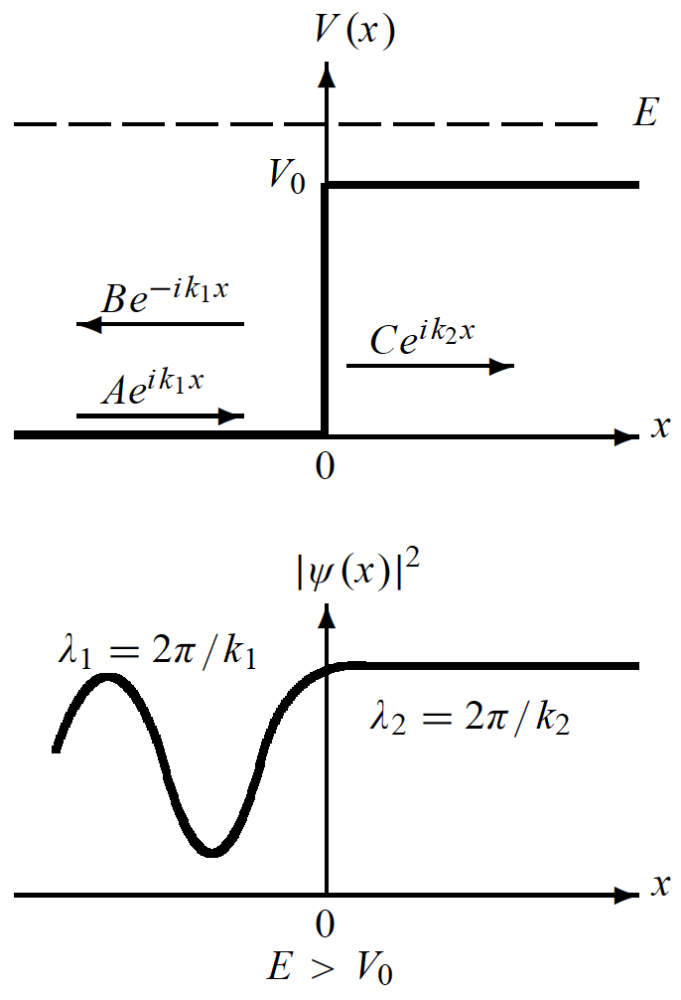 V(x)
E
V₀
Be^{−ik₁x}
Ce^{ik₂x}
Ae^{ik₁x}
x
0
|ψ(x)|²
λ₁ = 2π/k₁
λ₂ = 2π/k₂
x
0
E > V₀